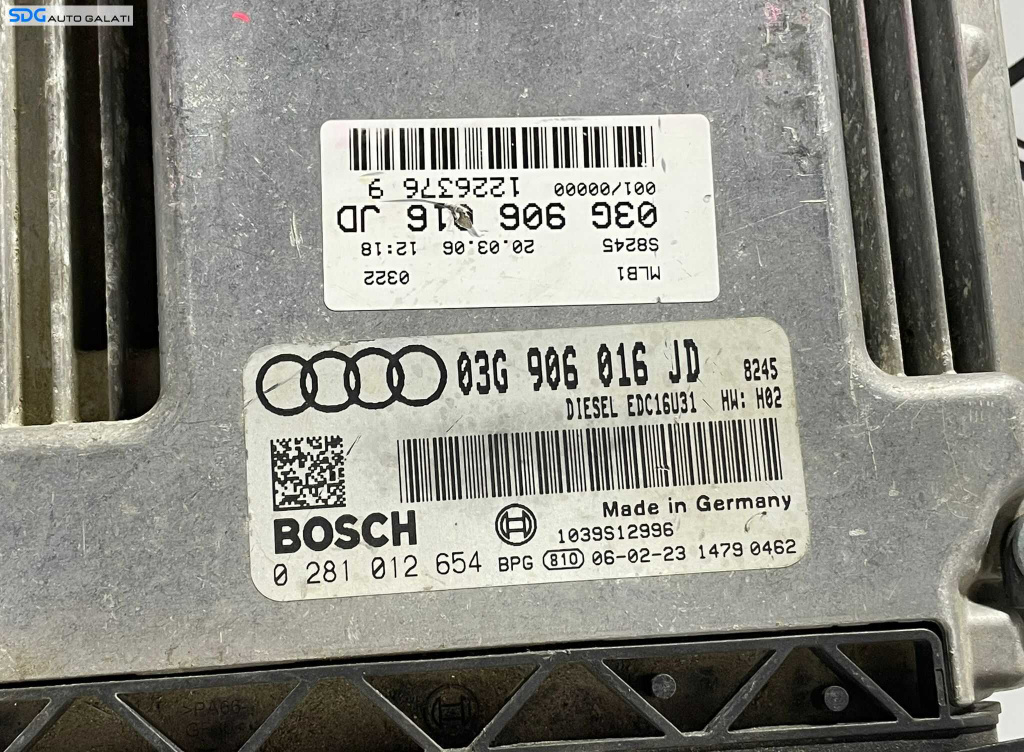 SDG AUTO GALATI
MLB1 0322
S8245 20.03.06 12:18
03G 906 016 JD
001/00000 1226376 9
03G 906 016 JD 8245
DIESEL EDC16U31 HW: H02
BOSCH
Made in Germany
1039S12996
0 281 012 654 BPG 810 06-02-23 1479 0462